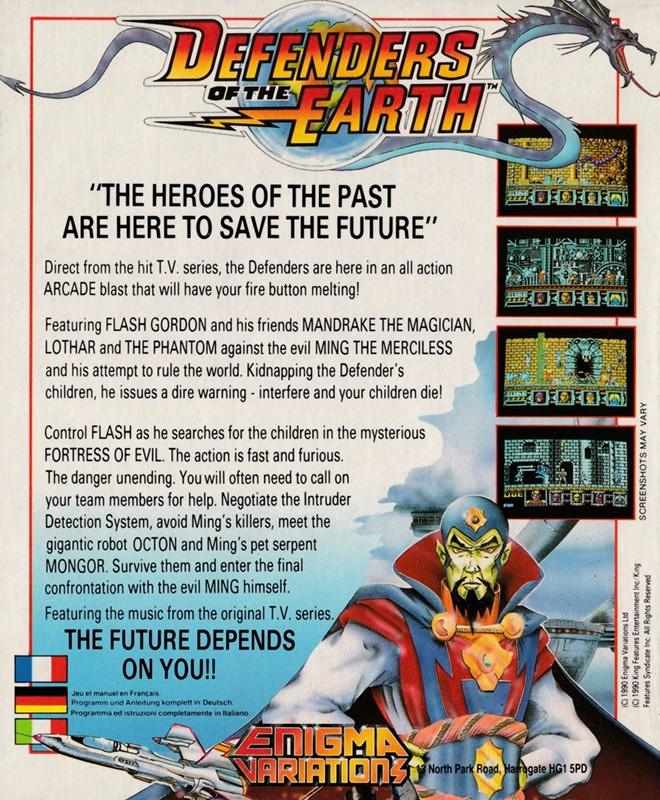 DEFENDERS
OF THE
EARTH™
"THE HEROES OF THE PAST
ARE HERE TO SAVE THE FUTURE"
Direct from the hit T.V. series, the Defenders are here in an all action
ARCADE blast that will have your fire button melting!
Featuring FLASH GORDON and his friends MANDRAKE THE MAGICIAN,
LOTHAR and THE PHANTOM against the evil MING THE MERCILESS
and his attempt to rule the world. Kidnapping the Defender's
children, he issues a dire warning - interfere and your children die!
Control FLASH as he searches for the children in the mysterious
FORTRESS OF EVIL. The action is fast and furious.
The danger unending. You will often need to call on
your team members for help. Negotiate the Intruder
Detection System, avoid Ming's killers, meet the
gigantic robot OCTON and Ming's pet serpent
MONGOR. Survive them and enter the final
confrontation with the evil MING himself.
Featuring the music from the original T.V. series.
THE FUTURE DEPENDS
ON YOU!!
Jeu et manuel en Français.
Programm und Anleitung komplett in Deutsch.
Programma ed istruzioni completamente in Italiano.
ENIGMA
VARIATIONS
13 North Park Road, Harrogate HG1 5PD
SCREENSHOTS MAY VARY
(C) 1990 Enigma Variations Ltd
(C) 1990 King Features Entertainment Inc/King
Features Syndicate Inc. All Rights Reserved